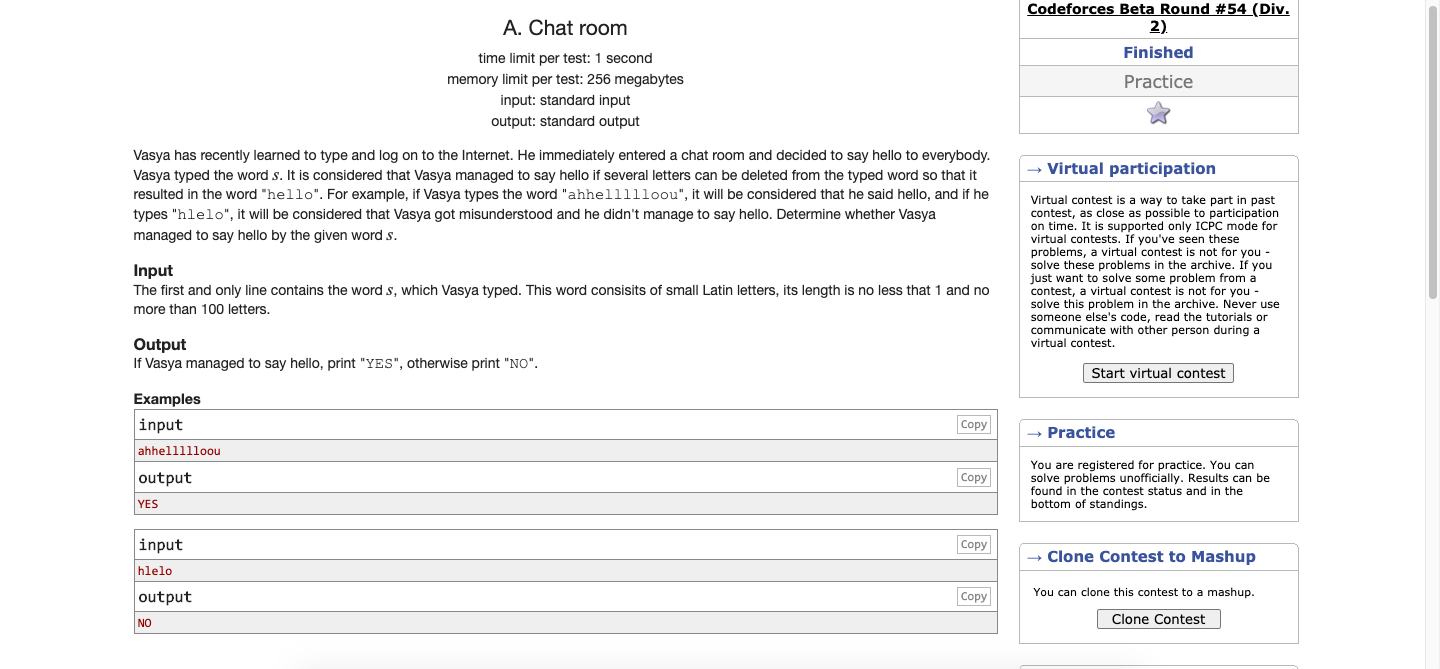 A. Chat room
time limit per test: 1 second
memory limit per test: 256 megabytes
input: standard input
output: standard output
Vasya has recently learned to type and log on to the Internet. He immediately entered a chat room and decided to say hello to everybody.
Vasya typed the word s. It is considered that Vasya managed to say hello if several letters can be deleted from the typed word so that it
resulted in the word "hello". For example, if Vasya types the word "ahhellllloou", it will be considered that he said hello, and if he
types "hlelo", it will be considered that Vasya got misunderstood and he didn't manage to say hello. Determine whether Vasya
managed to say hello by the given word s.
Input
The first and only line contains the word s, which Vasya typed. This word consisits of small Latin letters, its length is no less that 1 and no
more than 100 letters.
Output
If Vasya managed to say hello, print "YES", otherwise print "NO".
Examples
input
Copy
ahhellllloou
output
Copy
YES
input
Copy
hlelo
output
Copy
NO
Codeforces Beta Round #54 (Div.
2)
Finished
Practice
→ Virtual participation
Virtual contest is a way to take part in past
contest, as close as possible to participation
on time. It is supported only ICPC mode for
virtual contests. If you've seen these
problems, a virtual contest is not for you -
solve these problems in the archive. If you
just want to solve some problem from a
contest, a virtual contest is not for you -
solve this problem in the archive. Never use
someone else's code, read the tutorials or
communicate with other person during a
virtual contest.
Start virtual contest
→ Practice
You are registered for practice. You can
solve problems unofficially. Results can be
found in the contest status and in the
bottom of standings.
→ Clone Contest to Mashup
You can clone this contest to a mashup.
Clone Contest